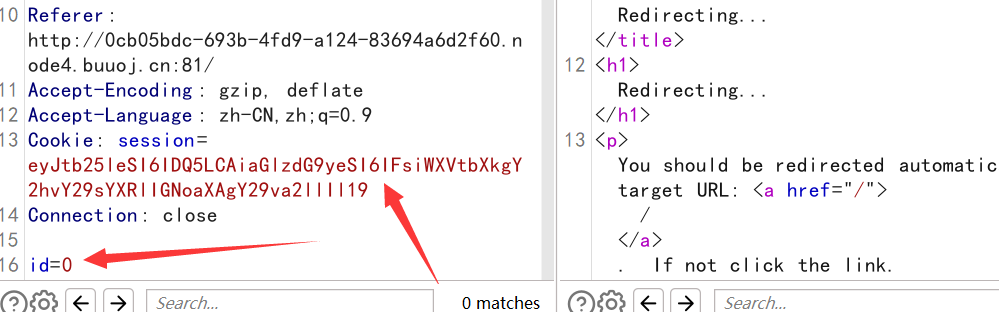 10 Referer:
http://0cb05bdc-693b-4fd9-a124-83694a6d2f60.n
ode4.buuoj.cn:81/
11 Accept-Encoding: gzip, deflate
12 Accept-Language: zh-CN,zh;q=0.9
13 Cookie: session=
eyJtb25leSI6IDQ5LCAiaGlzdG9yeSI6IFsiWXVtbXkgY
2hvY29sYXRlIGNoaXAgY29va2llIl19
14 Connection: close
15
16 id=0
Search...
0 matches
Redirecting...
</title>
12 <h1>
Redirecting...
</h1>
13 <p>
You should be redirected automatic
target URL: <a href="/">
/
</a>
. If not click the link.
Search...